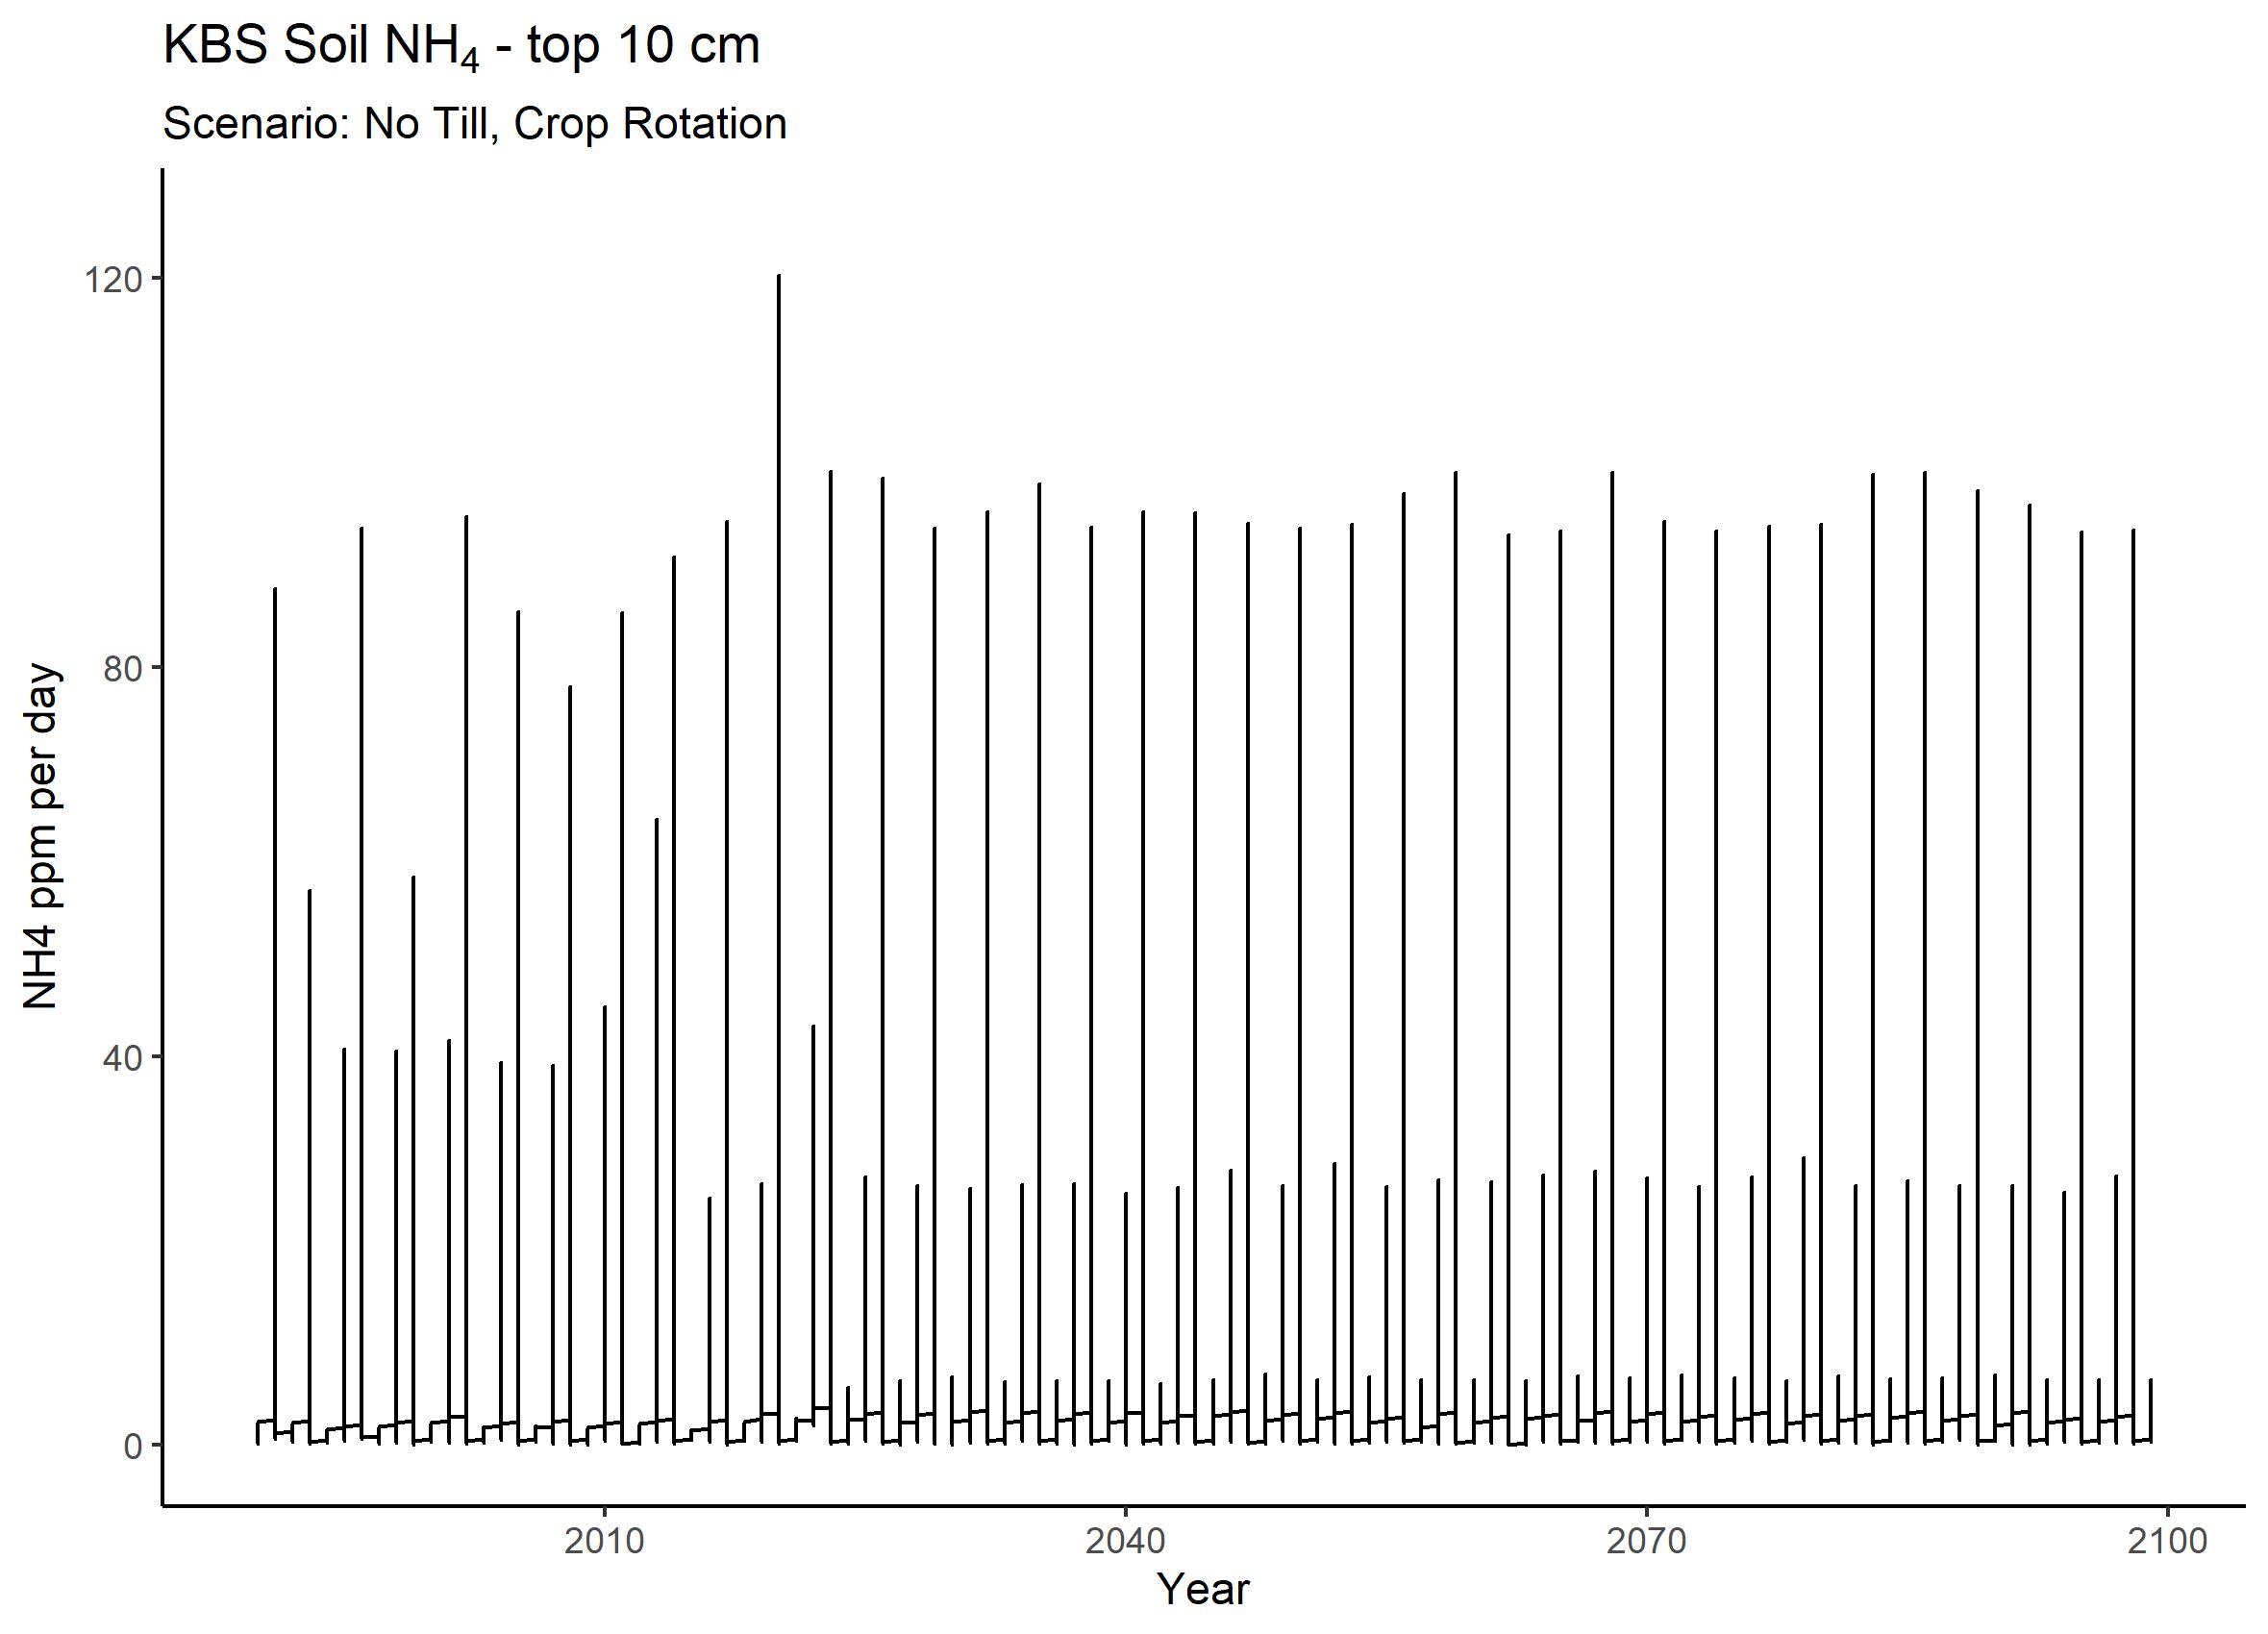 KBS Soil NH₄ - top 10 cm
Scenario: No Till, Crop Rotation
NH4 ppm per day
120
80
40
0
2010 2040 2070 2100
Year